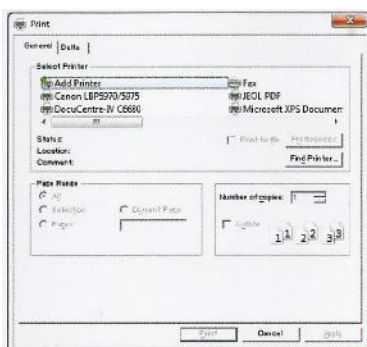 Print
General Delta
Select Printer
Add Printer Fax
Canon LBP5970/5975 JEOL PDF
DocuCentre-IV C6680 Microsoft XPS Documen
Status:
Print to file Preferences
Location:
Comment:
Find Printer...
Page Range
All
Selection Current Page
Pages:
Number of copies: 1
Collate
1 1 2 2 3 3
Print Cancel Apply